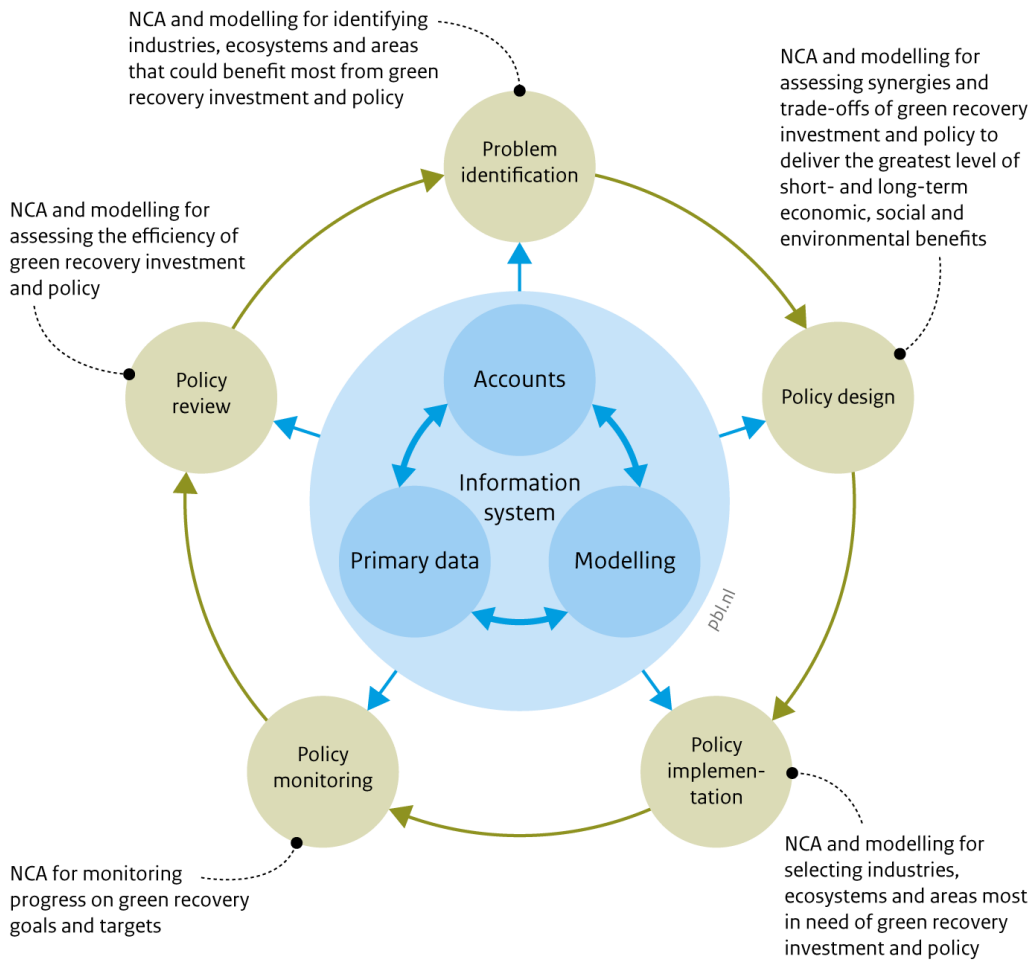 NCA and modelling for identifying
industries, ecosystems and areas
that could benefit most from green
recovery investment and policy
NCA and modelling for
assessing synergies and
trade-offs of green recovery
investment and policy to
deliver the greatest level of
short- and long-term
economic, social and
environmental benefits
Problem
identification
NCA and modelling for
assessing the efficiency of
green recovery investment
and policy
Policy
review
Accounts
Policy design
Information
system
Primary data
Modelling
pbl.nl
Policy
monitoring
Policy
implemen-
tation
NCA for monitoring
progress on green recovery
goals and targets
NCA and modelling for
selecting industries,
ecosystems and areas most
in need of green recovery
investment and policy